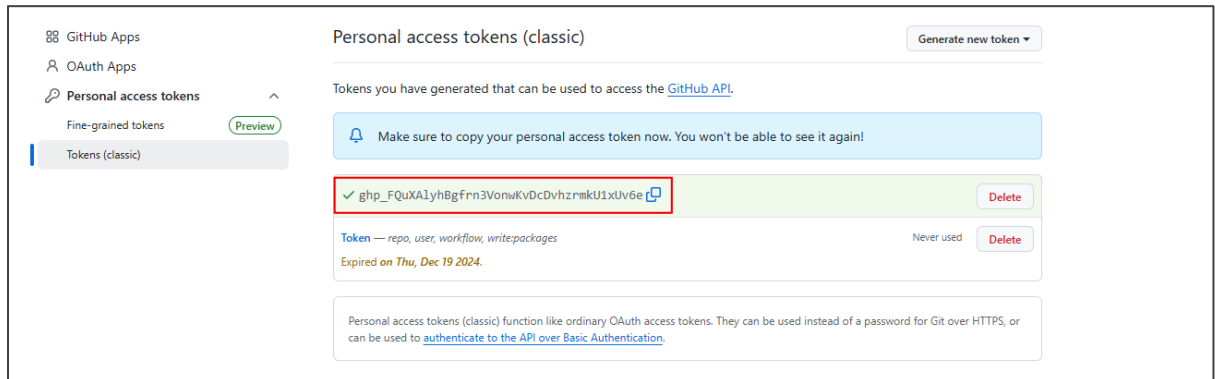 GitHub Apps
OAuth Apps
Personal access tokens
Fine-grained tokens Preview
Tokens (classic)
Personal access tokens (classic)
Generate new token
Tokens you have generated that can be used to access the GitHub API.
Make sure to copy your personal access token now. You won't be able to see it again!
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
Delete
Token — repo, user, workflow, write:packages
Never used
Delete
Expired on Thu, Dec 19 2024.
Personal access tokens (classic) function like ordinary OAuth access tokens. They can be used instead of a password for Git over HTTPS, or
can be used to authenticate to the API over Basic Authentication.